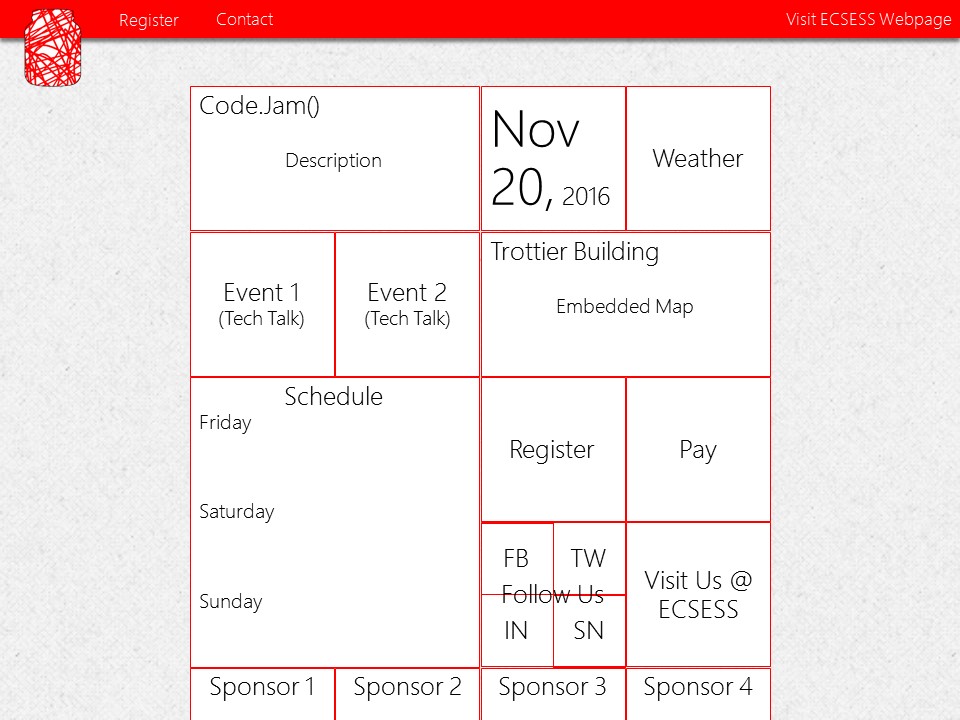 Register
Contact
Visit ECSESS Webpage
Code.Jam()
Description
Nov
20, 2016
Weather
Event 1
(Tech Talk)
Event 2
(Tech Talk)
Trottier Building
Embedded Map
Schedule
Friday
Saturday
Sunday
Register
Pay
FB
TW
Follow Us
IN
SN
Visit Us @
ECSESS
Sponsor 1
Sponsor 2
Sponsor 3
Sponsor 4